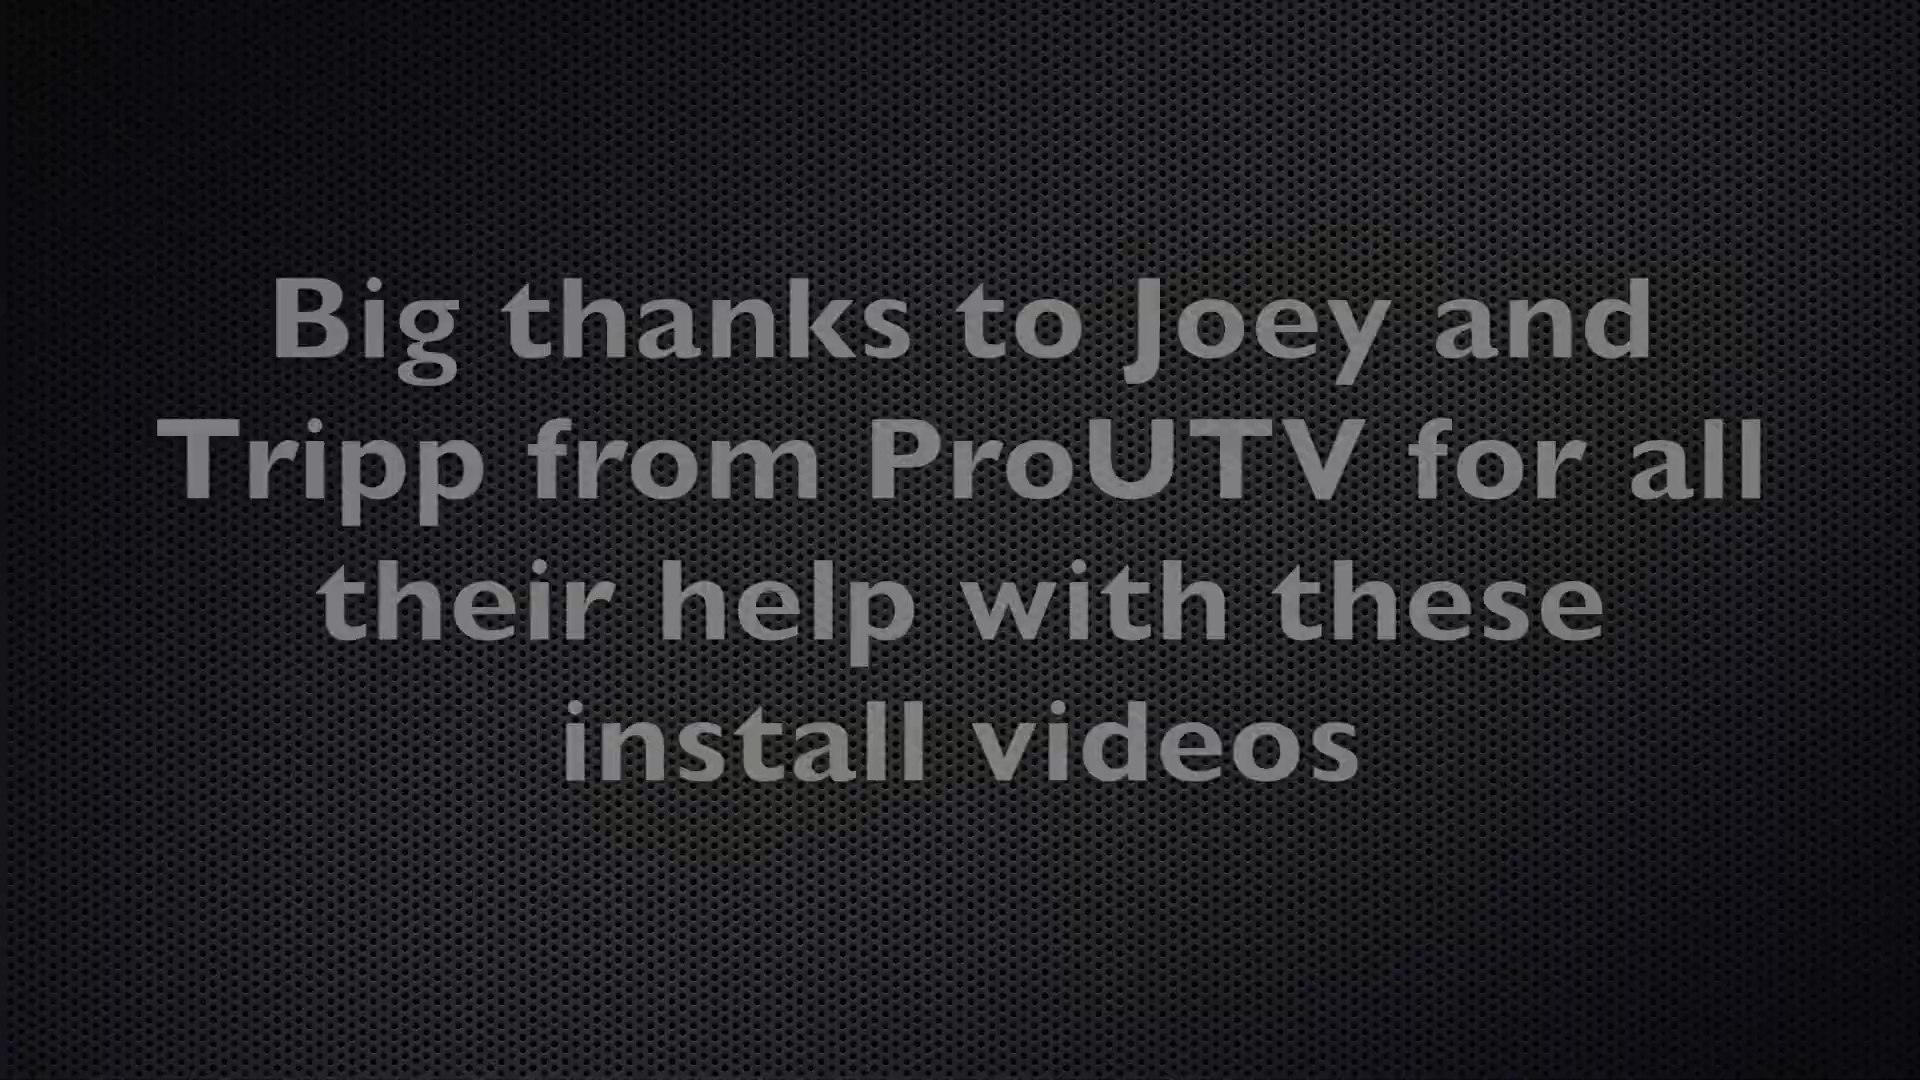 Big thanks to Joey and
Tripp from ProUTV for all
their help with these
install videos